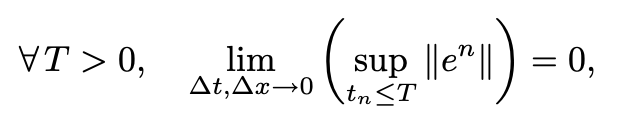 ∀T > 0, lim_{Δt,Δx→0} ( sup_{t_n≤T} ‖e^n‖ ) = 0,